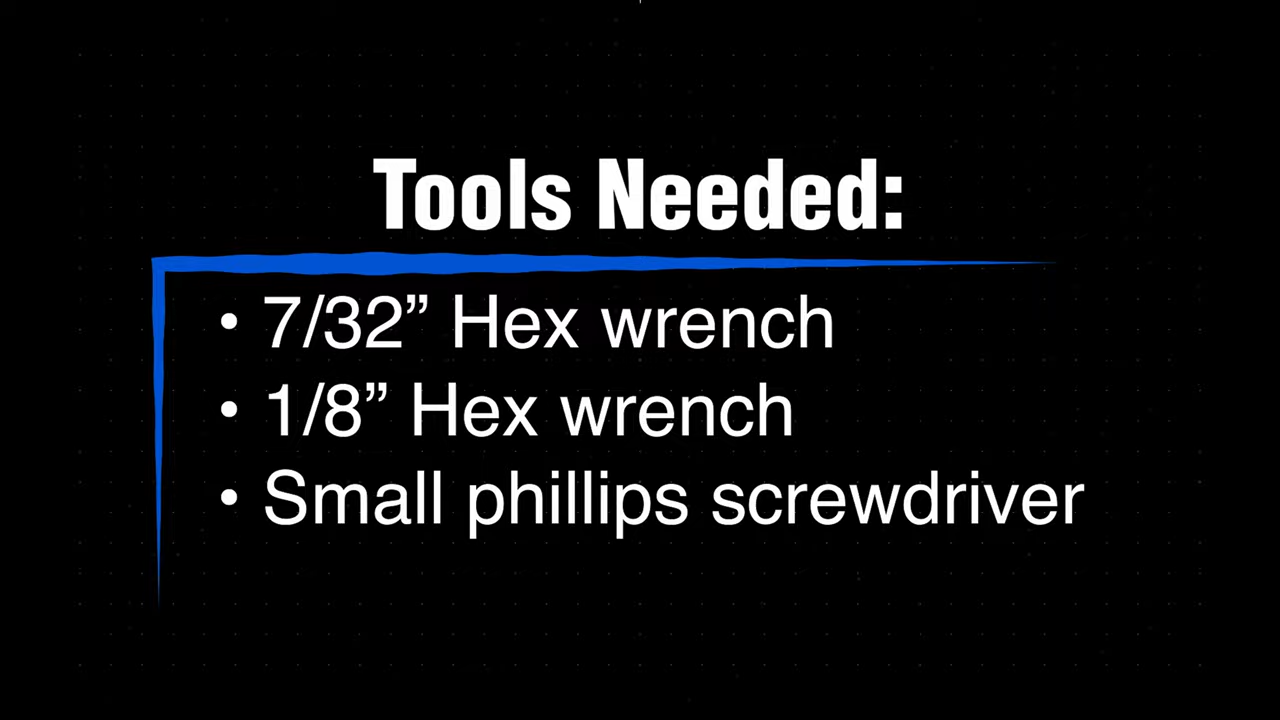 Tools Needed:
• 7/32” Hex wrench
• 1/8” Hex wrench
• Small phillips screwdriver